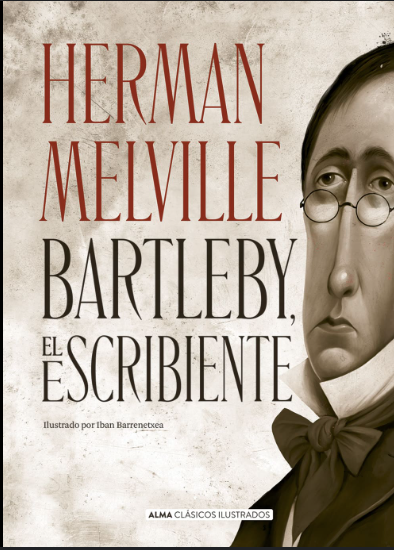 HERMAN
MELVILLE
BARTLEBY,
EL
ESCRIBIENTE
Ilustrado por Iban Barrenetxea
ALMA CLÁSICOS ILUSTRADOS